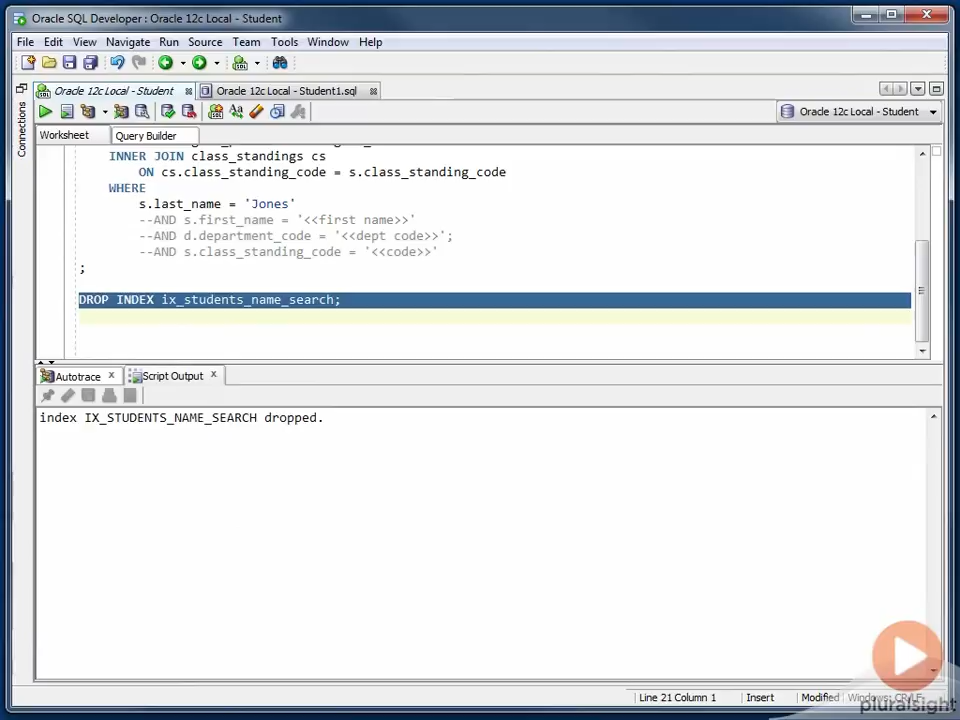 Oracle SQL Developer : Oracle 12c Local - Student
File Edit View Navigate Run Source Team Tools Window Help
Oracle 12c Local - Student Oracle 12c Local - Student1.sql
Connections
Oracle 12c Local - Student
Worksheet Query Builder
INNER JOIN class_standings cs
ON cs.class_standing_code = s.class_standing_code
WHERE
s.last_name = 'Jones'
--AND s.first_name = '<<first name>>'
--AND d.department_code = '<<dept code>>';
--AND s.class_standing_code = '<<code>>'
;
DROP INDEX ix_students_name_search;
Autotrace Script Output
index IX_STUDENTS_NAME_SEARCH dropped.
Line 21 Column 1 Insert Modified Windows: CR/LF
pluralsight